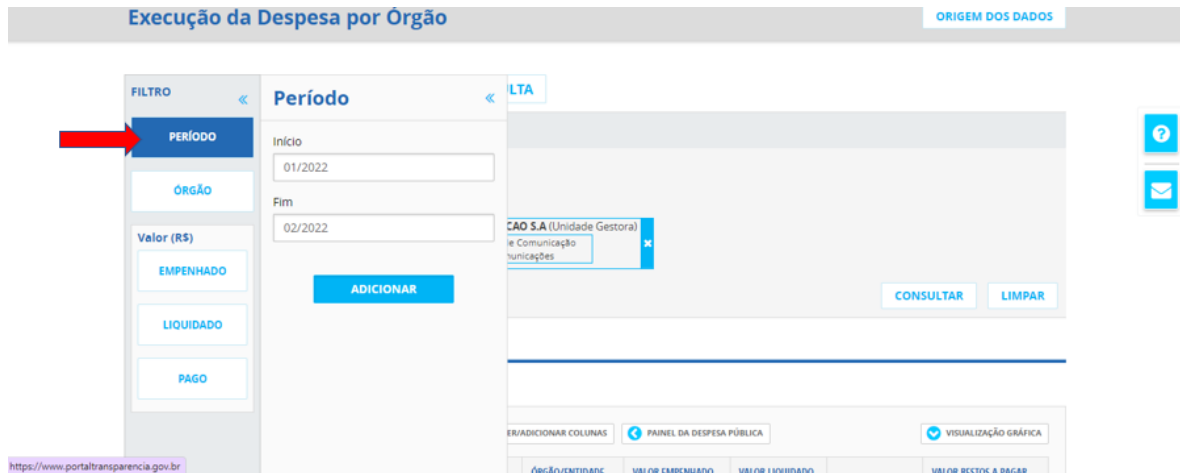 Execução da Despesa por Órgão
ORIGEM DOS DADOS
FILTRO
PERÍODO
ÓRGÃO
Valor (R$)
EMPENHADO
LIQUIDADO
PAGO
Período
Início
01/2022
Fim
02/2022
ADICIONAR
LTA
CAO S.A (Unidade Gestora)
de Comunicação
unicações
CONSULTAR
LIMPAR
ER/ADICIONAR COLUNAS
PAINEL DA DESPESA PÚBLICA
VISUALIZAÇÃO GRÁFICA
ÓRGÃO/ENTIDADE
VALOR EMPENHADO
VALOR LIQUIDADO
VALOR RESTOS A PAGAR
https://www.portaltransparencia.gov.br